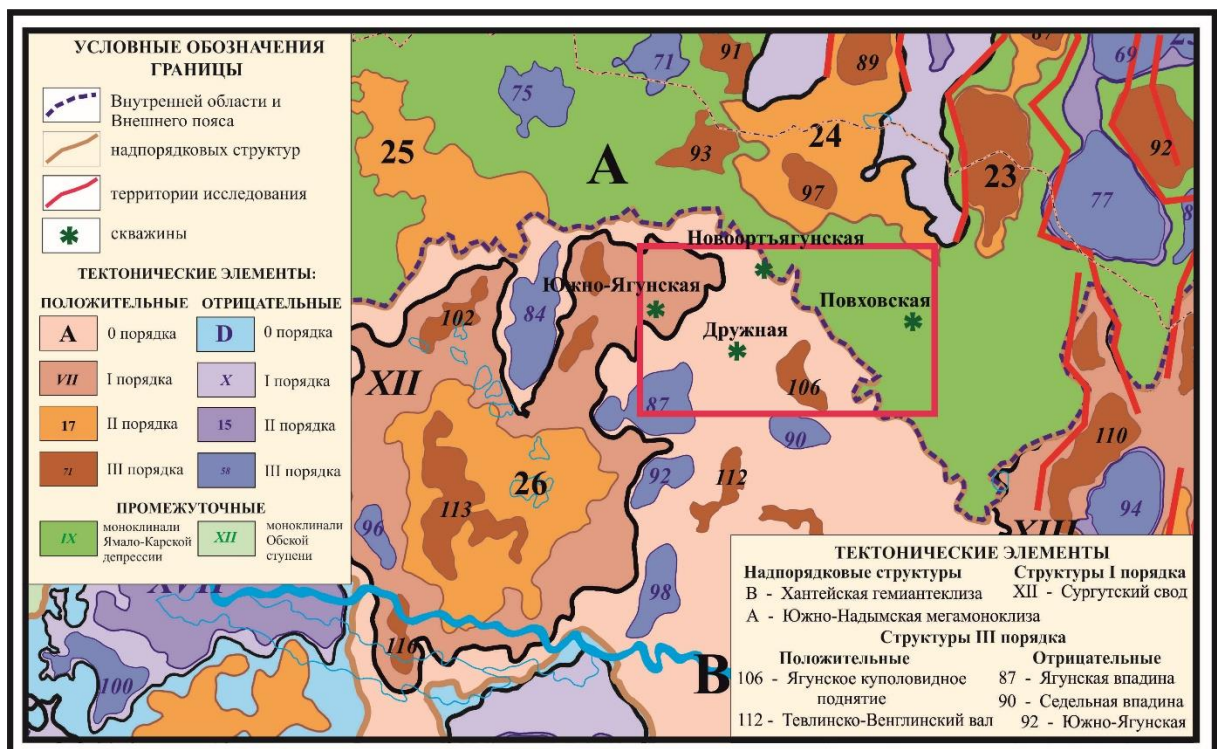 УСЛОВНЫЕ ОБОЗНАЧЕНИЯ
ГРАНИЦЫ
Внутренней области и
Внешнего пояса
надпорядковых структур
территории исследования
скважины
ТЕКТОНИЧЕСКИЕ ЭЛЕМЕНТЫ:
ПОЛОЖИТЕЛЬНЫЕ ОТРИЦАТЕЛЬНЫЕ
A 0 порядка D 0 порядка
VII I порядка X I порядка
17 II порядка 15 II порядка
71 III порядка 58 III порядка
ПРОМЕЖУТОЧНЫЕ
IX моноклинали
Ямало-Карской
депрессии
XII моноклинали
Обской
ступени
91
71
89
87
69
75
25
93
24
92
A
97
23
77
Новоортъягунская
Южно-Ягунская
Повховская
84
102
Дружная
XII
106
87
110
90
26
92
112
113
94
96
XIII
98
XVII
116
100
B
ТЕКТОНИЧЕСКИЕ ЭЛЕМЕНТЫ
Надпорядковые структуры Структуры I порядка
B - Хантейская гемиантеклиза XII - Сургутский свод
A - Южно-Надымская мегамоноклиза
Структуры III порядка
Положительные Отрицательные
106 - Ягунское куполовидное 87 - Ягунская впадина
поднятие 90 - Седельная впадина
112 - Тевлинско-Венглинский вал 92 - Южно-Ягунская